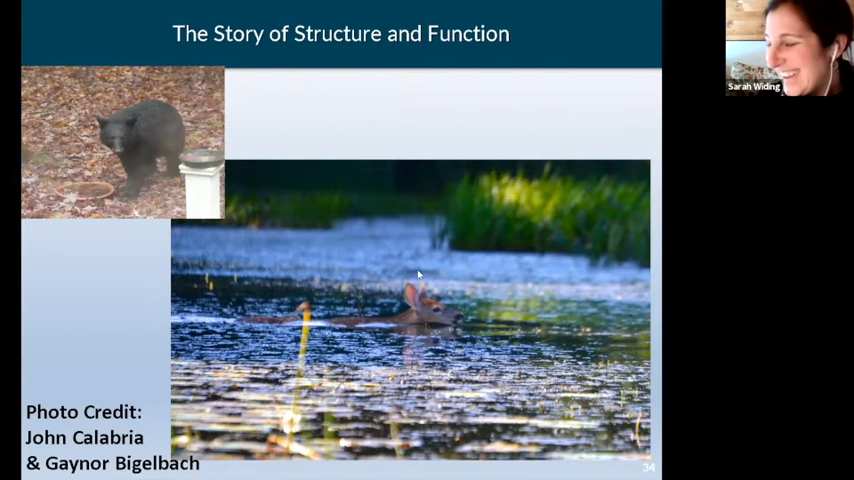 The Story of Structure and Function
Sarah Widing
Photo Credit:
John Calabria
& Gaynor Bigelbach
34